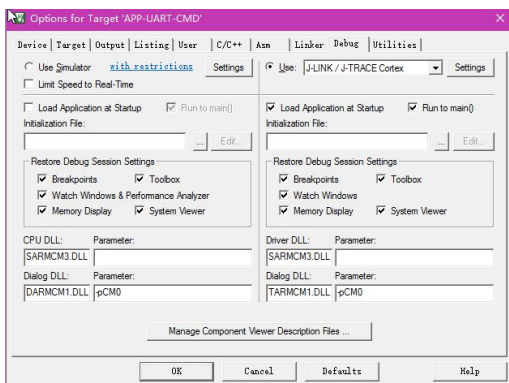 Options for Target 'APP-UART-CMD'
Device Target Output Listing User C/C++ Asm Linker Debug Utilities
Use Simulator with restrictions Settings
Limit Speed to Real-Time
Use: J-LINK / J-TRACE Cortex Settings
Load Application at Startup Run to main()
Initialization File:
... Edit...
Load Application at Startup Run to main()
Initialization File:
... Edit...
Restore Debug Session Settings
Breakpoints Toolbox
Watch Windows & Performance Analyzer
Memory Display System Viewer
Restore Debug Session Settings
Breakpoints Toolbox
Watch Windows
Memory Display System Viewer
CPU DLL: Parameter:
SARMCM3.DLL
Dialog DLL: Parameter:
DARMCM1.DLL -pCM0
Driver DLL: Parameter:
SARMCM3.DLL
Dialog DLL: Parameter:
TARMCM1.DLL -pCM0
Manage Component Viewer Description Files ...
OK Cancel Defaults Help